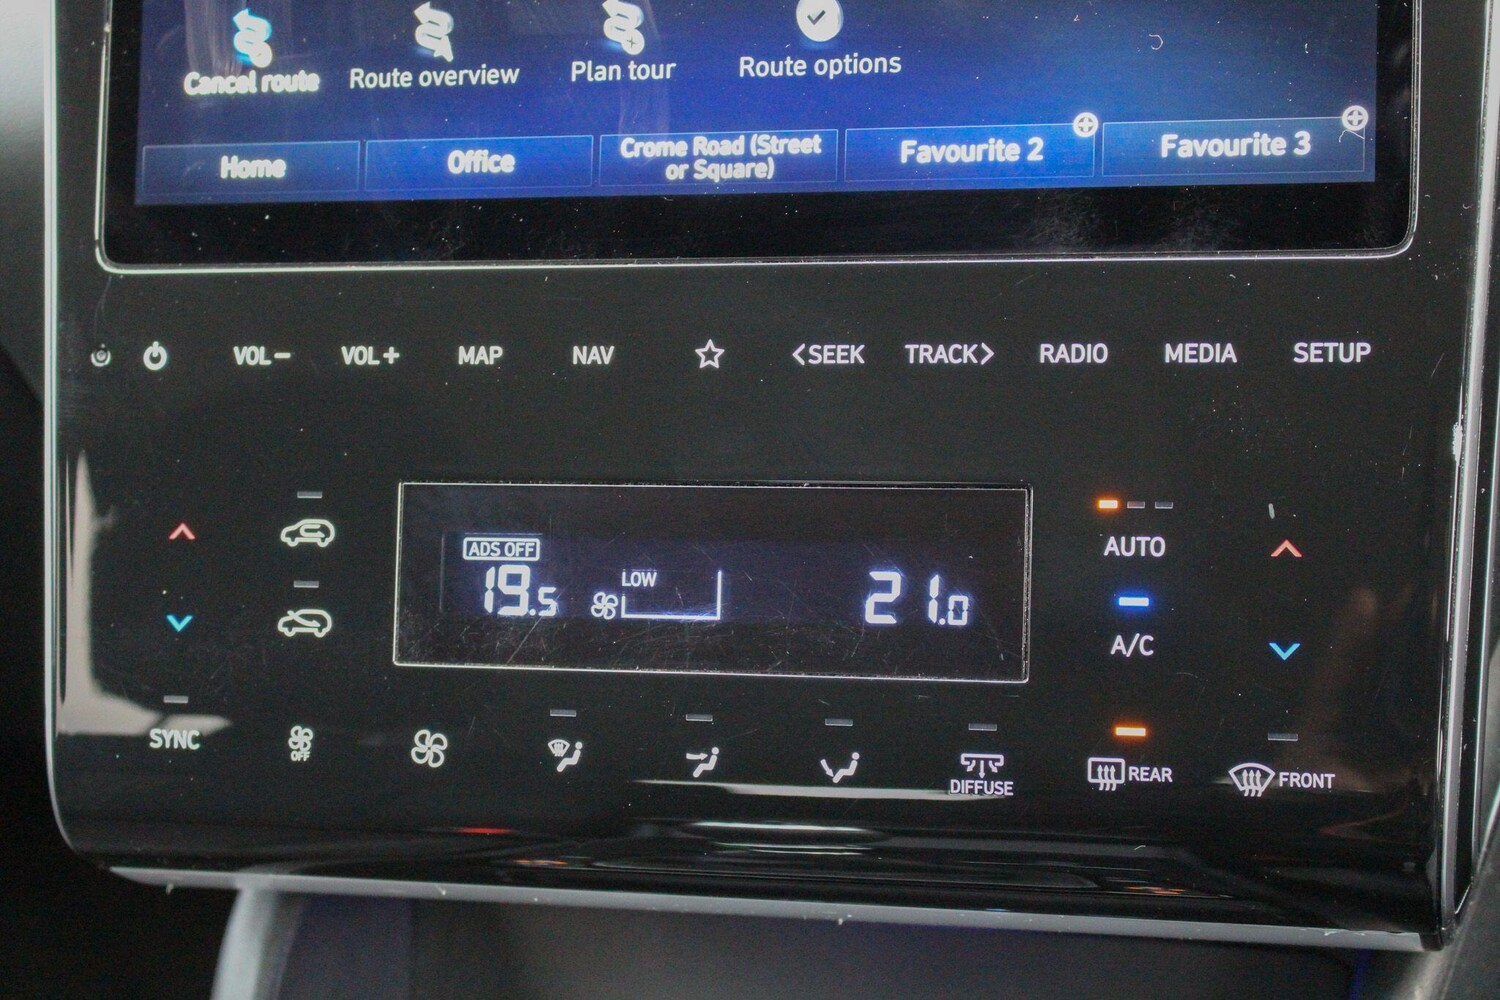 Cancel route
Route overview
Plan tour
Route options
Home
Office
Crome Road (Street
or Square)
Favourite 2
Favourite 3
VOL−
VOL+
MAP
NAV
<SEEK
TRACK>
RADIO
MEDIA
SETUP
ADS OFF
19.5
LOW
21.0
AUTO
A/C
SYNC
OFF
DIFFUSE
REAR
FRONT